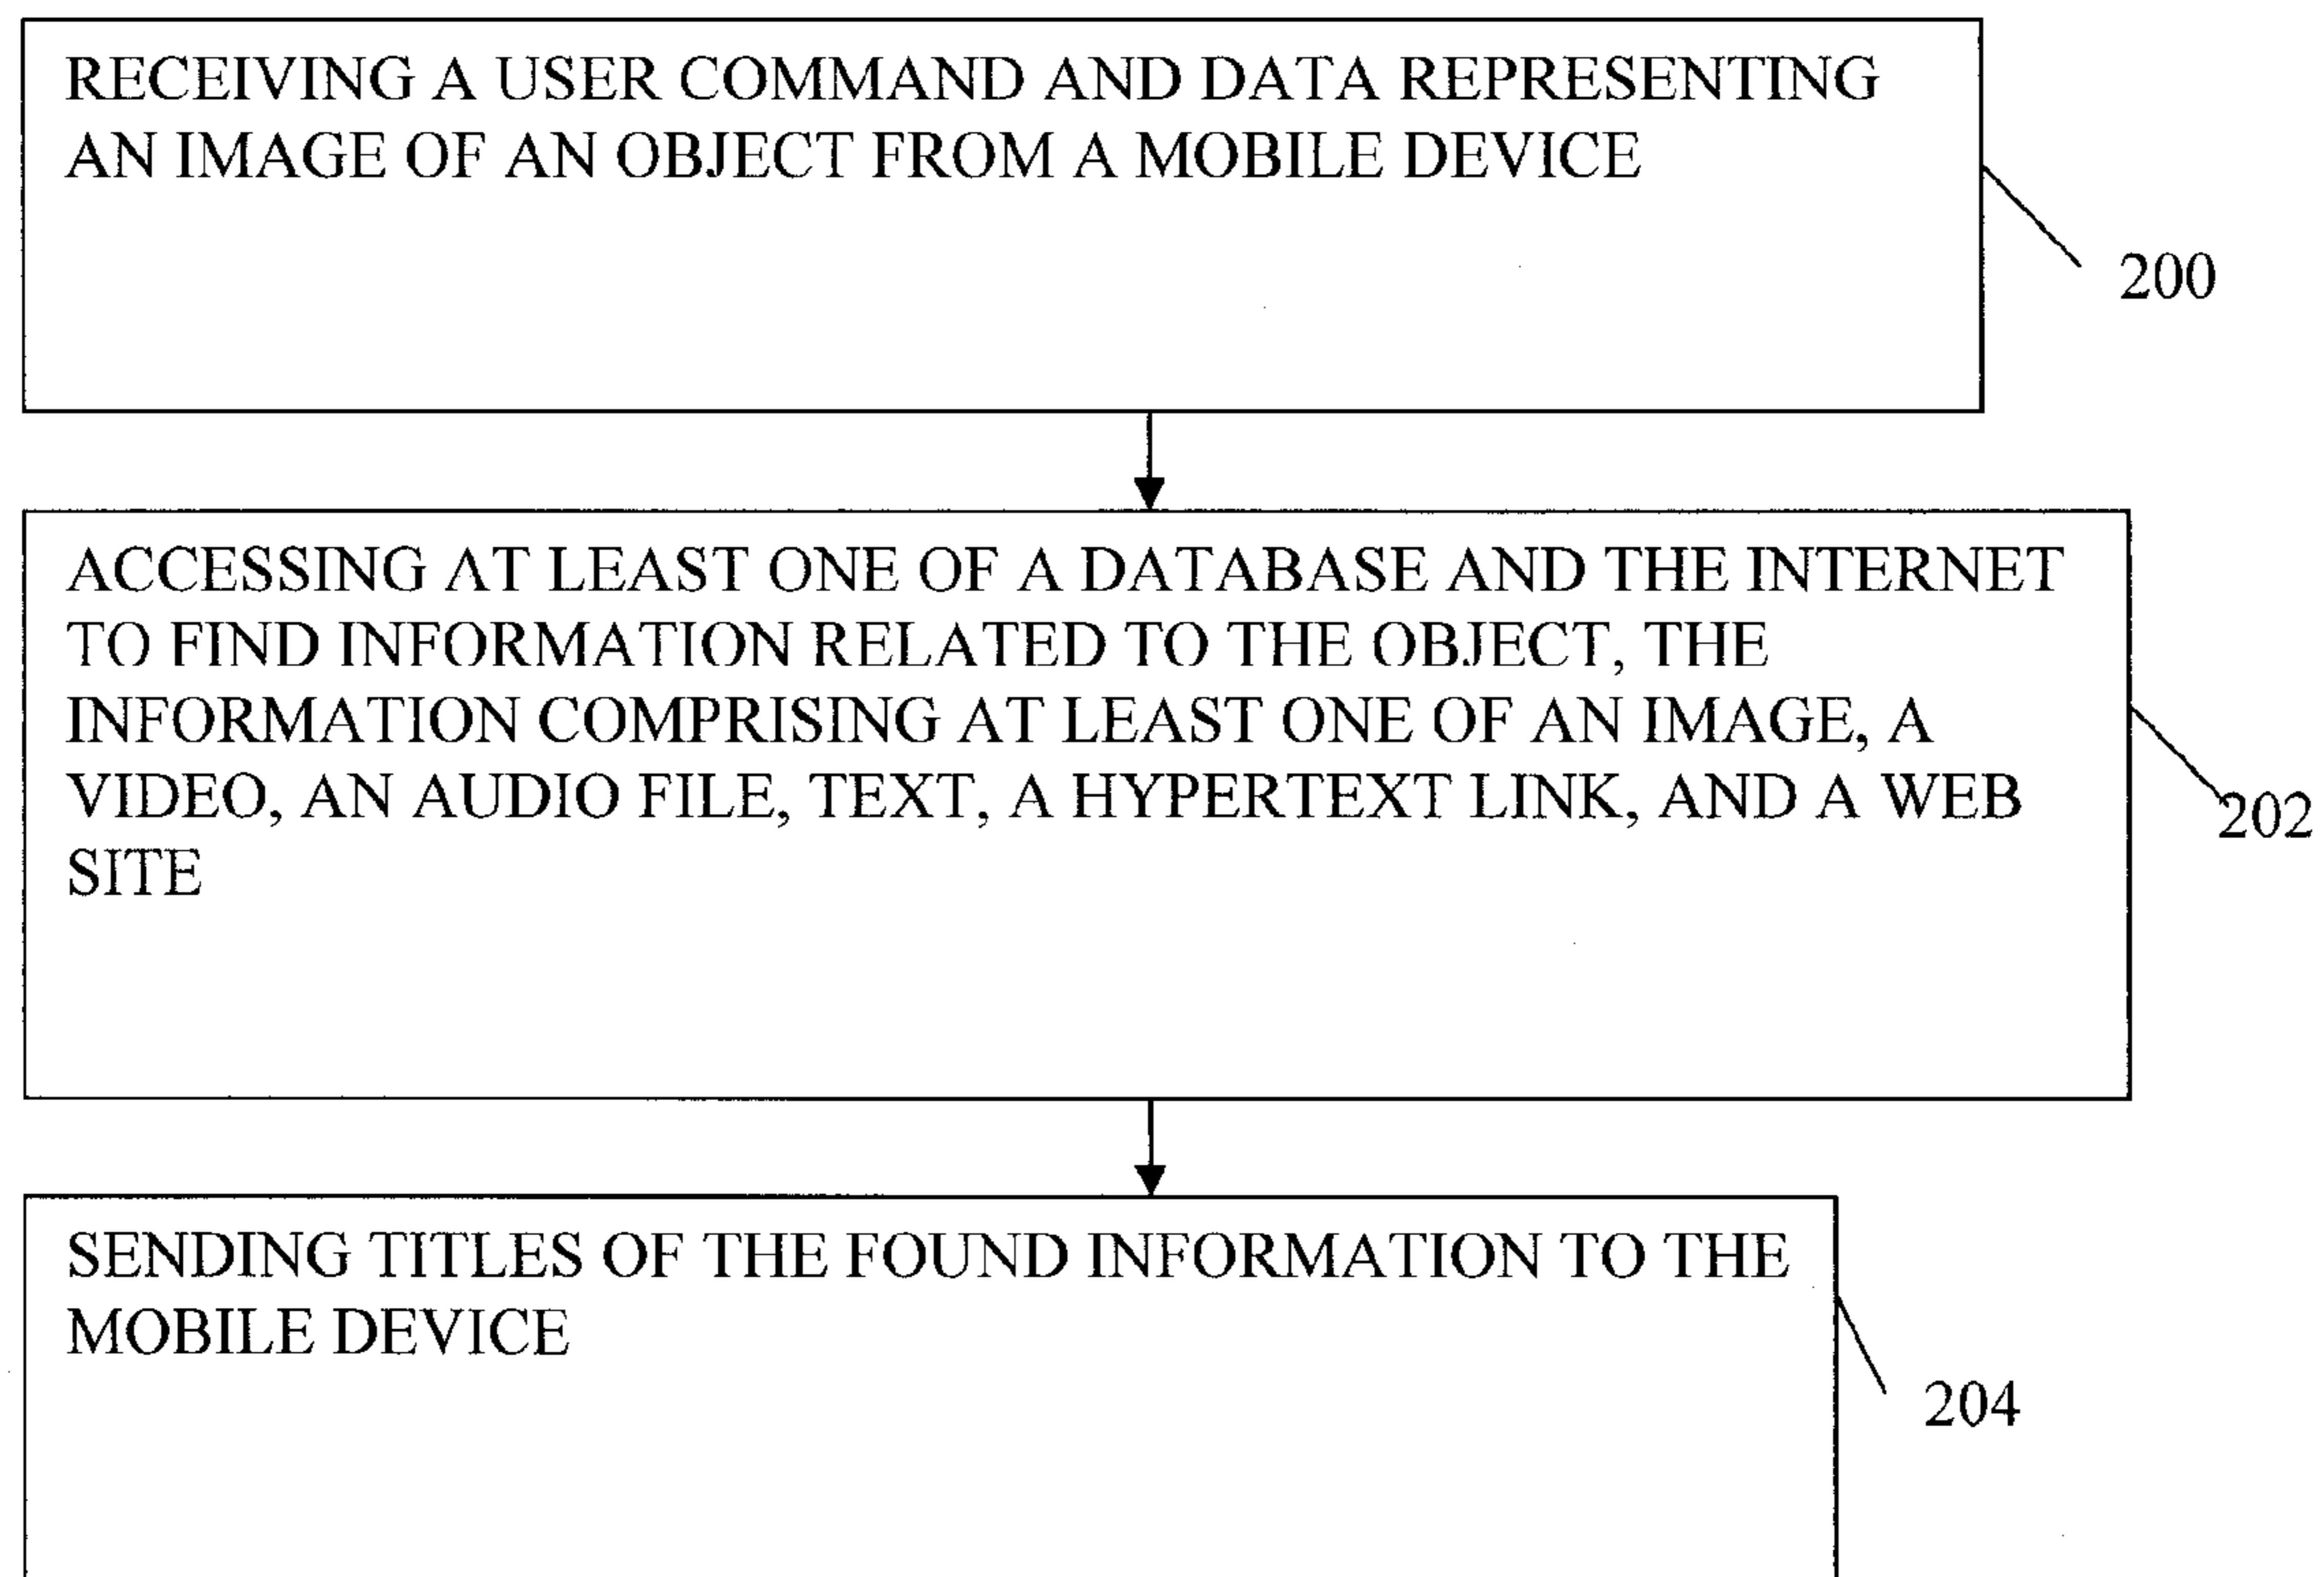 RECEIVING A USER COMMAND AND DATA REPRESENTING
AN IMAGE OF AN OBJECT FROM A MOBILE DEVICE
200
ACCESSING AT LEAST ONE OF A DATABASE AND THE INTERNET
TO FIND INFORMATION RELATED TO THE OBJECT, THE
INFORMATION COMPRISING AT LEAST ONE OF AN IMAGE, A
VIDEO, AN AUDIO FILE, TEXT, A HYPERTEXT LINK, AND A WEB
SITE
202
SENDING TITLES OF THE FOUND INFORMATION TO THE
MOBILE DEVICE
204